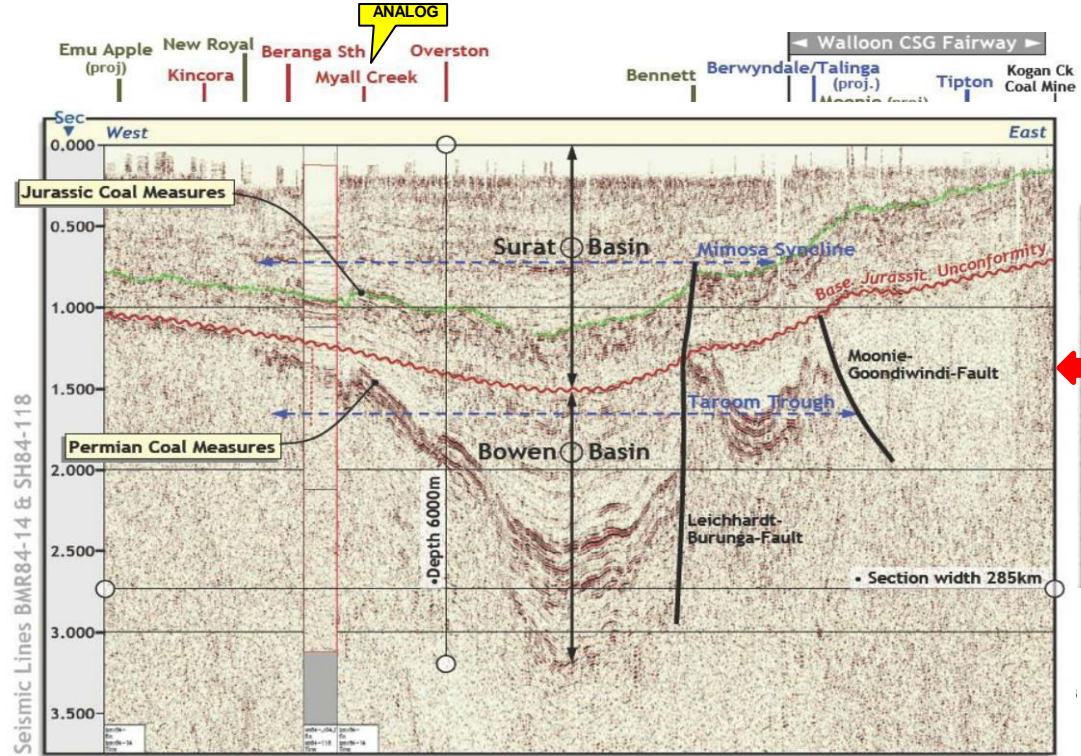 ANALOG
Emu Apple
(proj)
New Royal
Kincora
Beranga Sth
Myall Creek
Overston
Bennett
◄ Walloon CSG Fairway ►
Berwyndale/Talinga
(proj.)
Moonie (proj)
Tipton
Kogan Ck
Coal Mine
Sec
West
East
0.000
0.500
1.000
1.500
2.000
2.500
3.000
3.500
Jurassic Coal Measures
Surat Basin
Mimosa Syncline
Base Jurassic Unconformity
Moonie-
Goondiwindi-Fault
Taroom Trough
Permian Coal Measures
Bowen Basin
•Depth 6000m
Leichhardt-
Burunga-Fault
• Section width 285km
Seismic Lines BMR84-14 & SH84-118